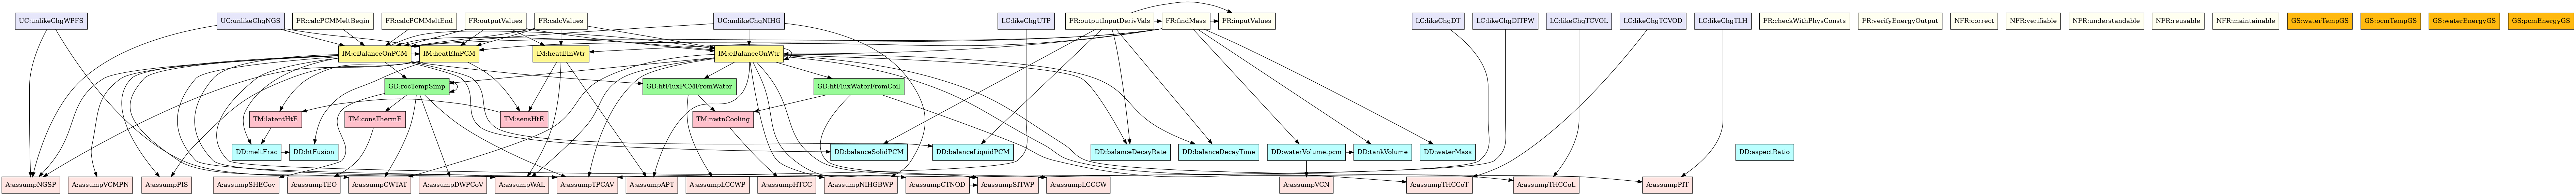 UC:unlikeChgWPFS
UC:unlikeChgNGS
FR:calcPCMMeltBegin
FR:calcPCMMeltEnd
FR:outputValues
FR:calcValues
UC:unlikeChgNIHG
LC:likeChgUTP
FR:outputInputDerivVals
FR:findMass
FR:inputValues
LC:likeChgDT
LC:likeChgDITPW
LC:likeChgTCVOL
LC:likeChgTCVOD
LC:likeChgTLH
FR:checkWithPhysConsts
FR:verifyEnergyOutput
NFR:correct
NFR:verifiable
NFR:understandable
NFR:reusable
NFR:maintainable
GS:waterTempGS
GS:pcmTempGS
GS:waterEnergyGS
GS:pcmEnergyGS
IM:eBalanceOnPCM
IM:heatEInPCM
IM:heatEInWtr
IM:eBalanceOnWtr
GD:rocTempSimp
GD:htFluxPCMFromWater
GD:htFluxWaterFromCoil
TM:latentHtE
TM:consThermE
TM:sensHtE
TM:nwtnCooling
DD:meltFrac
DD:htFusion
DD:balanceSolidPCM
DD:balanceLiquidPCM
DD:balanceDecayRate
DD:balanceDecayTime
DD:waterVolume.pcm
DD:tankVolume
DD:waterMass
DD:aspectRatio
A:assumpNGSP
A:assumpVCMPN
A:assumpPIS
A:assumpSHECov
A:assumpTEO
A:assumpCWTAT
A:assumpDWPCoV
A:assumpWAL
A:assumpTPCAV
A:assumpAPT
A:assumpLCCWP
A:assumpHTCC
A:assumpNIHGBWP
A:assumpCTNOD
A:assumpSITWP
A:assumpLCCCW
A:assumpVCN
A:assumpTHCCoT
A:assumpTHCCoL
A:assumpPIT